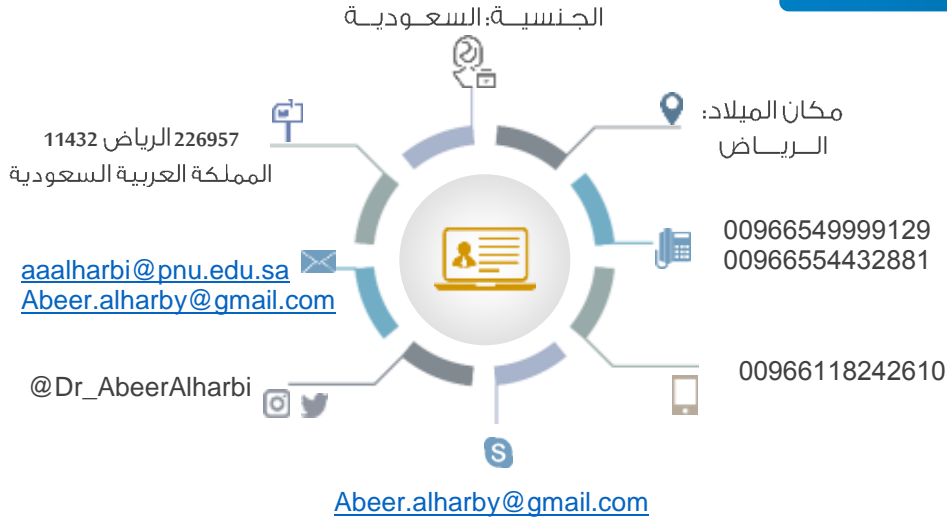 الجنسية: السعودية
مكان الميلاد:
الرياض
226957 الرياض 11432
المملكة العربية السعودية
00966549999129
00966554432881
aaalharbi@pnu.edu.sa
Abeer.alharby@gmail.com
00966118242610
@Dr_AbeerAlharbi
S
Abeer.alharby@gmail.com